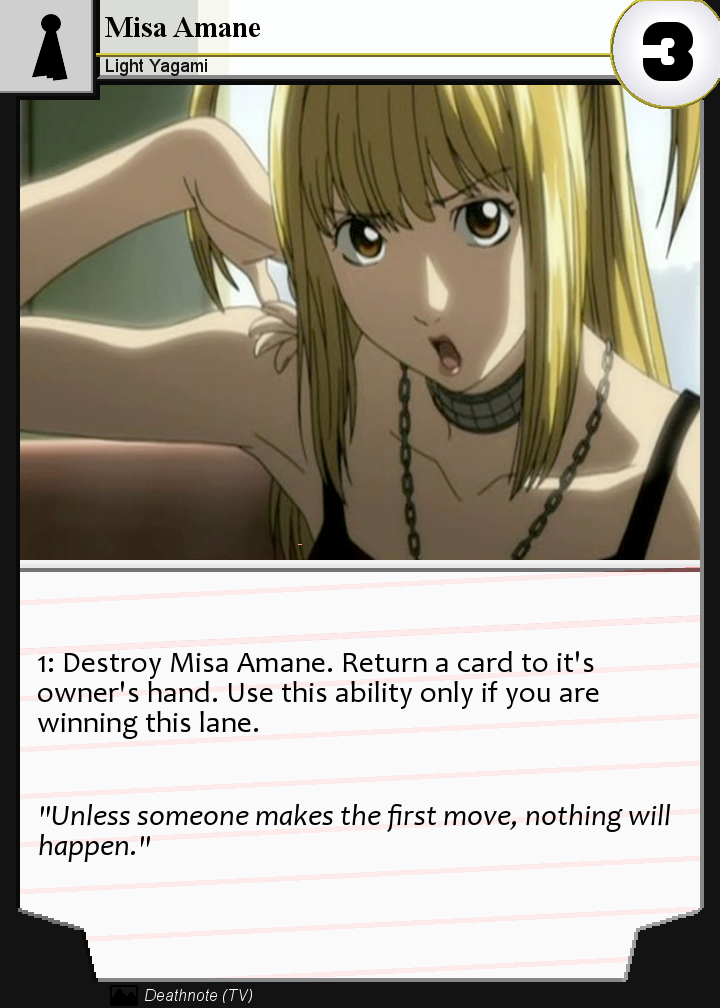 Misa Amane
3
Light Yagami
1: Destroy Misa Amane. Return a card to it's
owner's hand. Use this ability only if you are
winning this lane.
"Unless someone makes the first move, nothing will
happen."
Deathnote (TV)